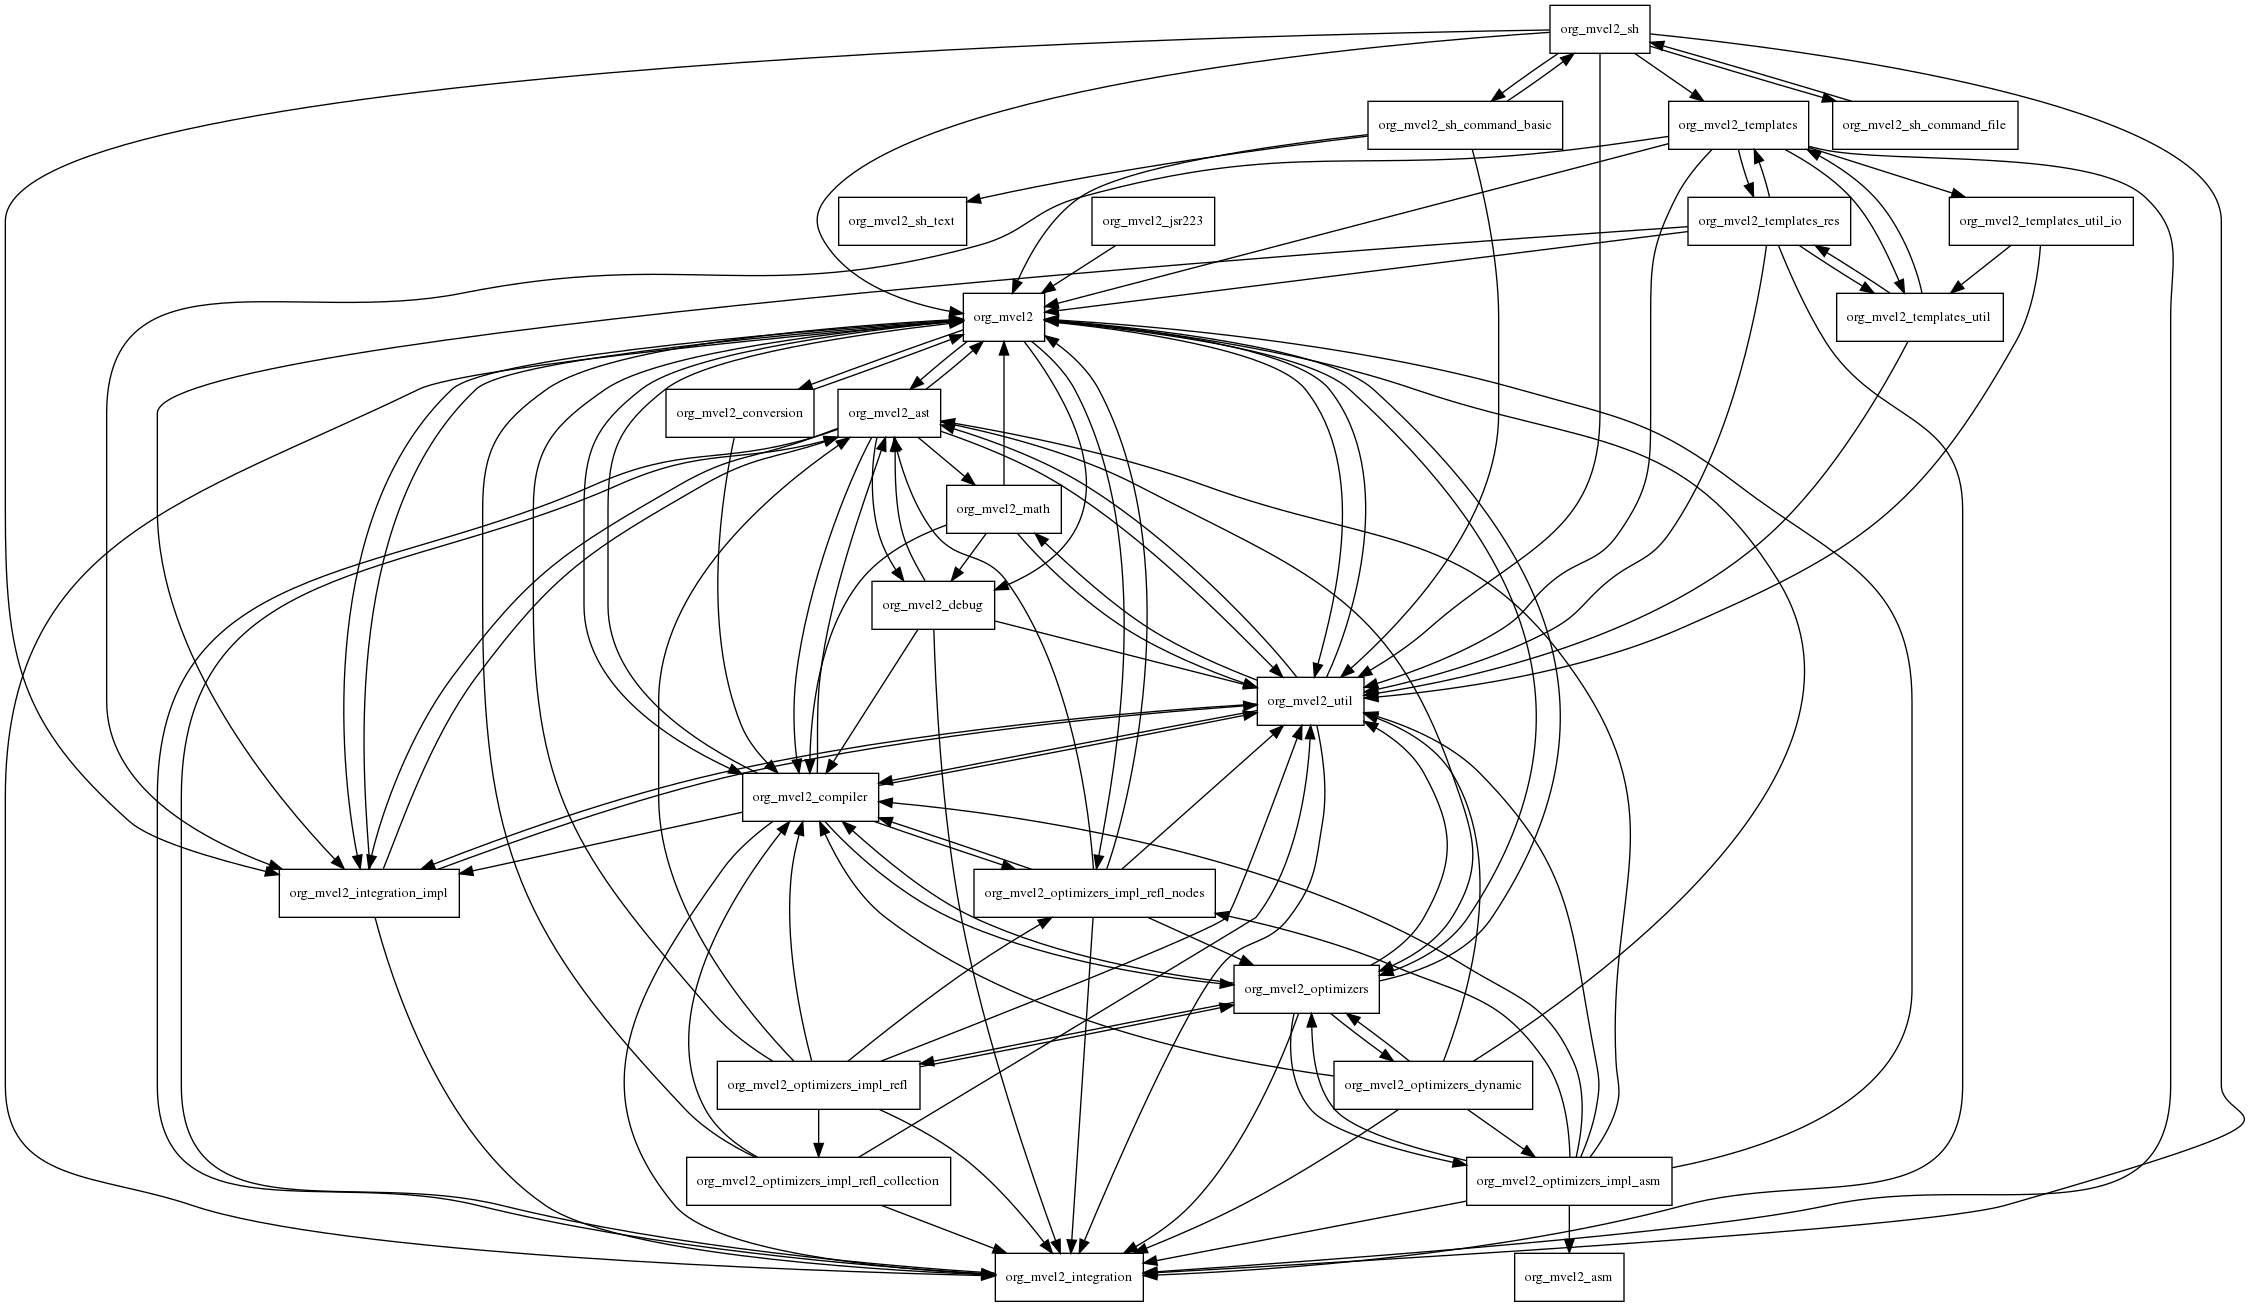 org_mvel2_sh
org_mvel2_sh_command_basic
org_mvel2_templates
org_mvel2_sh_command_file
org_mvel2_sh_text
org_mvel2_jsr223
org_mvel2_templates_res
org_mvel2_templates_util_io
org_mvel2
org_mvel2_templates_util
org_mvel2_conversion
org_mvel2_ast
org_mvel2_math
org_mvel2_debug
org_mvel2_util
org_mvel2_compiler
org_mvel2_integration_impl
org_mvel2_optimizers_impl_refl_nodes
org_mvel2_optimizers
org_mvel2_optimizers_impl_refl
org_mvel2_optimizers_dynamic
org_mvel2_optimizers_impl_refl_collection
org_mvel2_optimizers_impl_asm
org_mvel2_integration
org_mvel2_asm